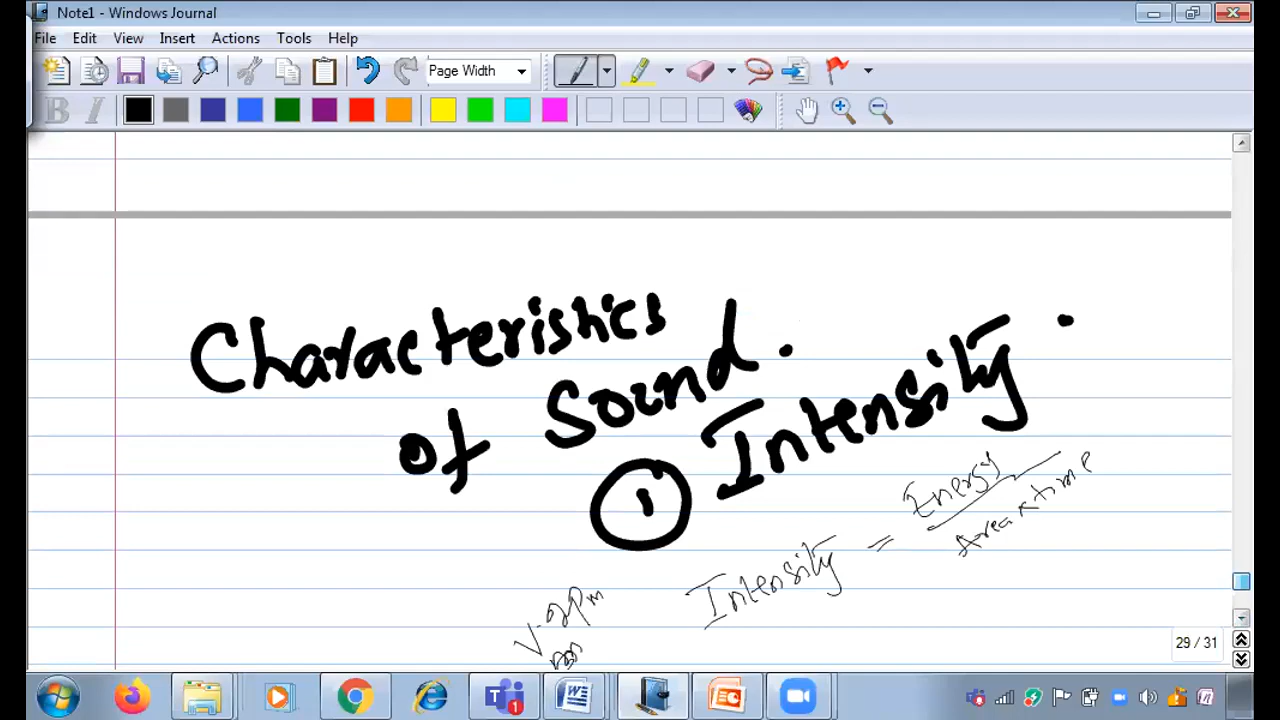 Note1 - Windows Journal
File Edit View Insert Actions Tools Help
Page Width
B I
Characteristics
of Sound.
① Intensity.
Intensity = Energy
Area x time
29 / 31
1